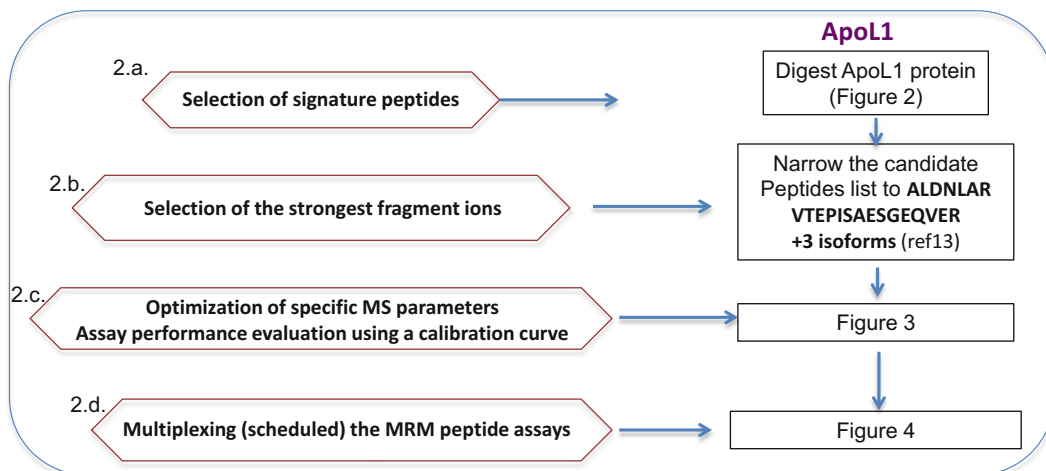 ApoL1
2.a.
Selection of signature peptides
Digest ApoL1 protein
(Figure 2)
2.b.
Selection of the strongest fragment ions
Narrow the candidate
Peptides list to ALDNLAR
VTEPISAESGEQVER
+3 isoforms (ref13)
2.c.
Optimization of specific MS parameters
Assay performance evaluation using a calibration curve
Figure 3
2.d.
Multiplexing (scheduled) the MRM peptide assays
Figure 4